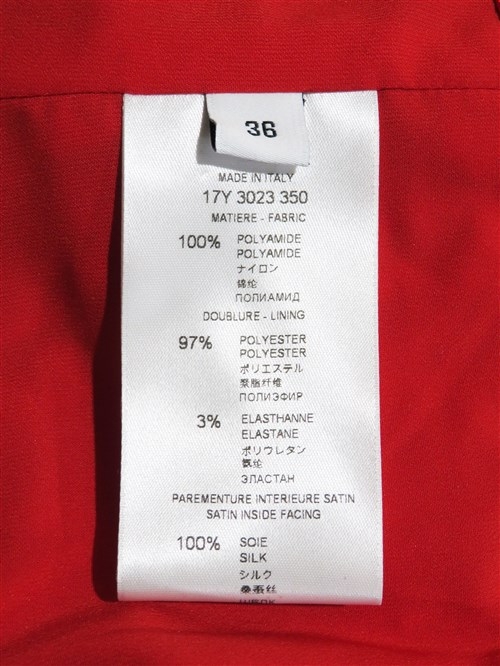 36
MADE IN ITALY
17Y 3023 350
MATIERE - FABRIC
100% POLYAMIDE
POLYAMIDE
ナイロン
锦纶
ПОЛИАМИД
DOUBLURE - LINING
97% POLYESTER
POLYESTER
ポリエステル
聚脂纤维
ПОЛИЭФИР
3% ELASTHANNE
ELASTANE
ポリウレタン
氨纶
ЭЛАСТАН
PAREMENTURE INTERIEURE SATIN
SATIN INSIDE FACING
100% SOIE
SILK
シルク
桑蚕丝